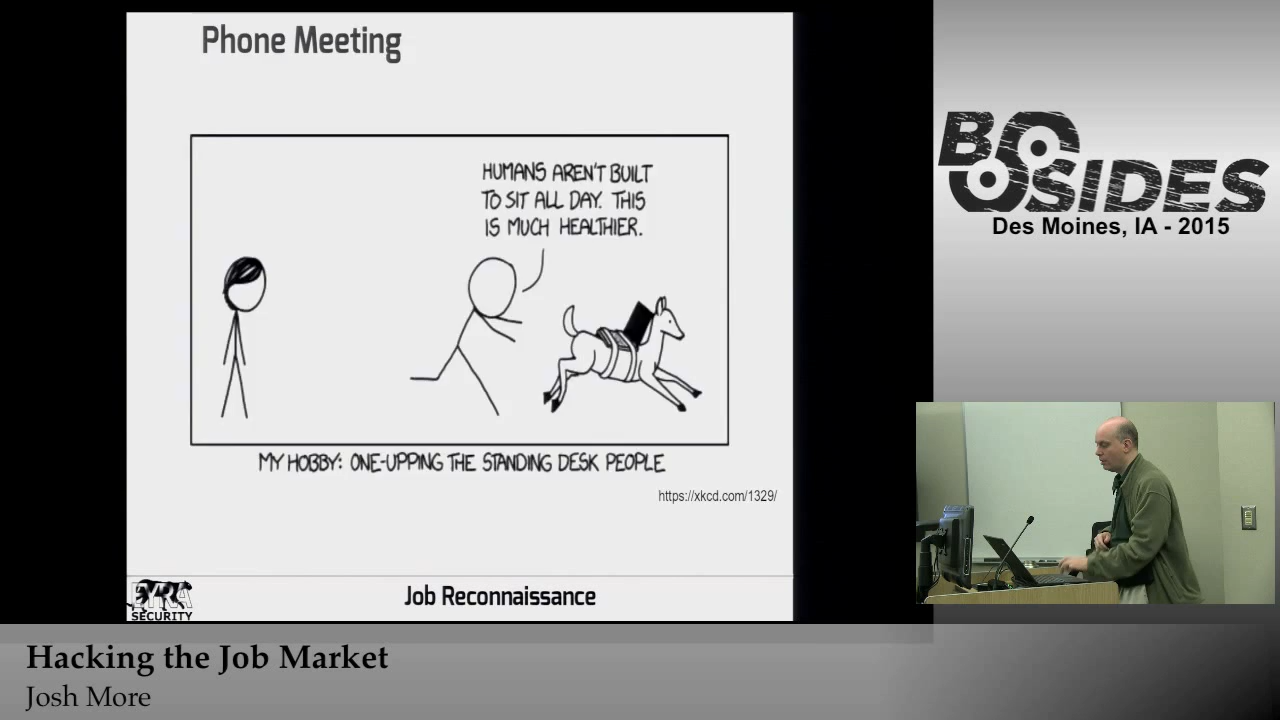 Phone Meeting
HUMANS AREN'T BUILT
TO SIT ALL DAY. THIS
IS MUCH HEALTHIER.
MY HOBBY: ONE-UPPING THE STANDING DESK PEOPLE
https://xkcd.com/1329/
EYRA
SECURITY
Job Reconnaissance
BSIDES
Des Moines, IA - 2015
Hacking the Job Market
Josh More